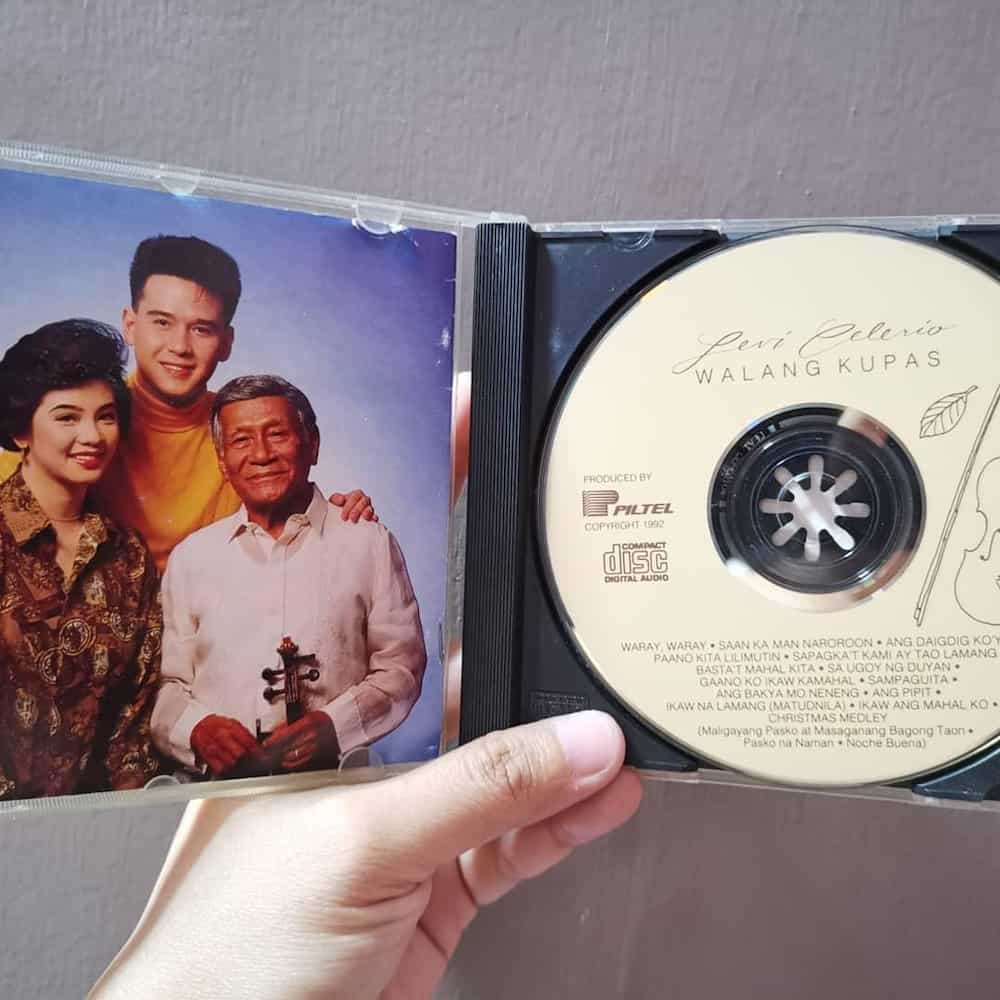 Levi Celerio
WALANG KUPAS
PRODUCED BY
PILTEL
COPYRIGHT 1992
COMPACT
disc
DIGITAL AUDIO
WARAY, WARAY • SAAN KA MAN NAROROON • ANG DAIGDIG KO'Y
PAANO KITA LILIMUTIN • SAPAGKA'T KAMI AY TAO LAMANG
BASTA'T MAHAL KITA • SA UGOY NG DUYAN •
GAANO KO IKAW KAMAHAL • SAMPAGUITA •
ANG BAKYA MO NENENG • ANG PIPIT •
IKAW NA LAMANG (MATUDNILA) • IKAW ANG MAHAL KO •
CHRISTMAS MEDLEY
(Maligayang Pasko at Masaganang Bagong Taon •
Pasko na Naman • Noche Buena)